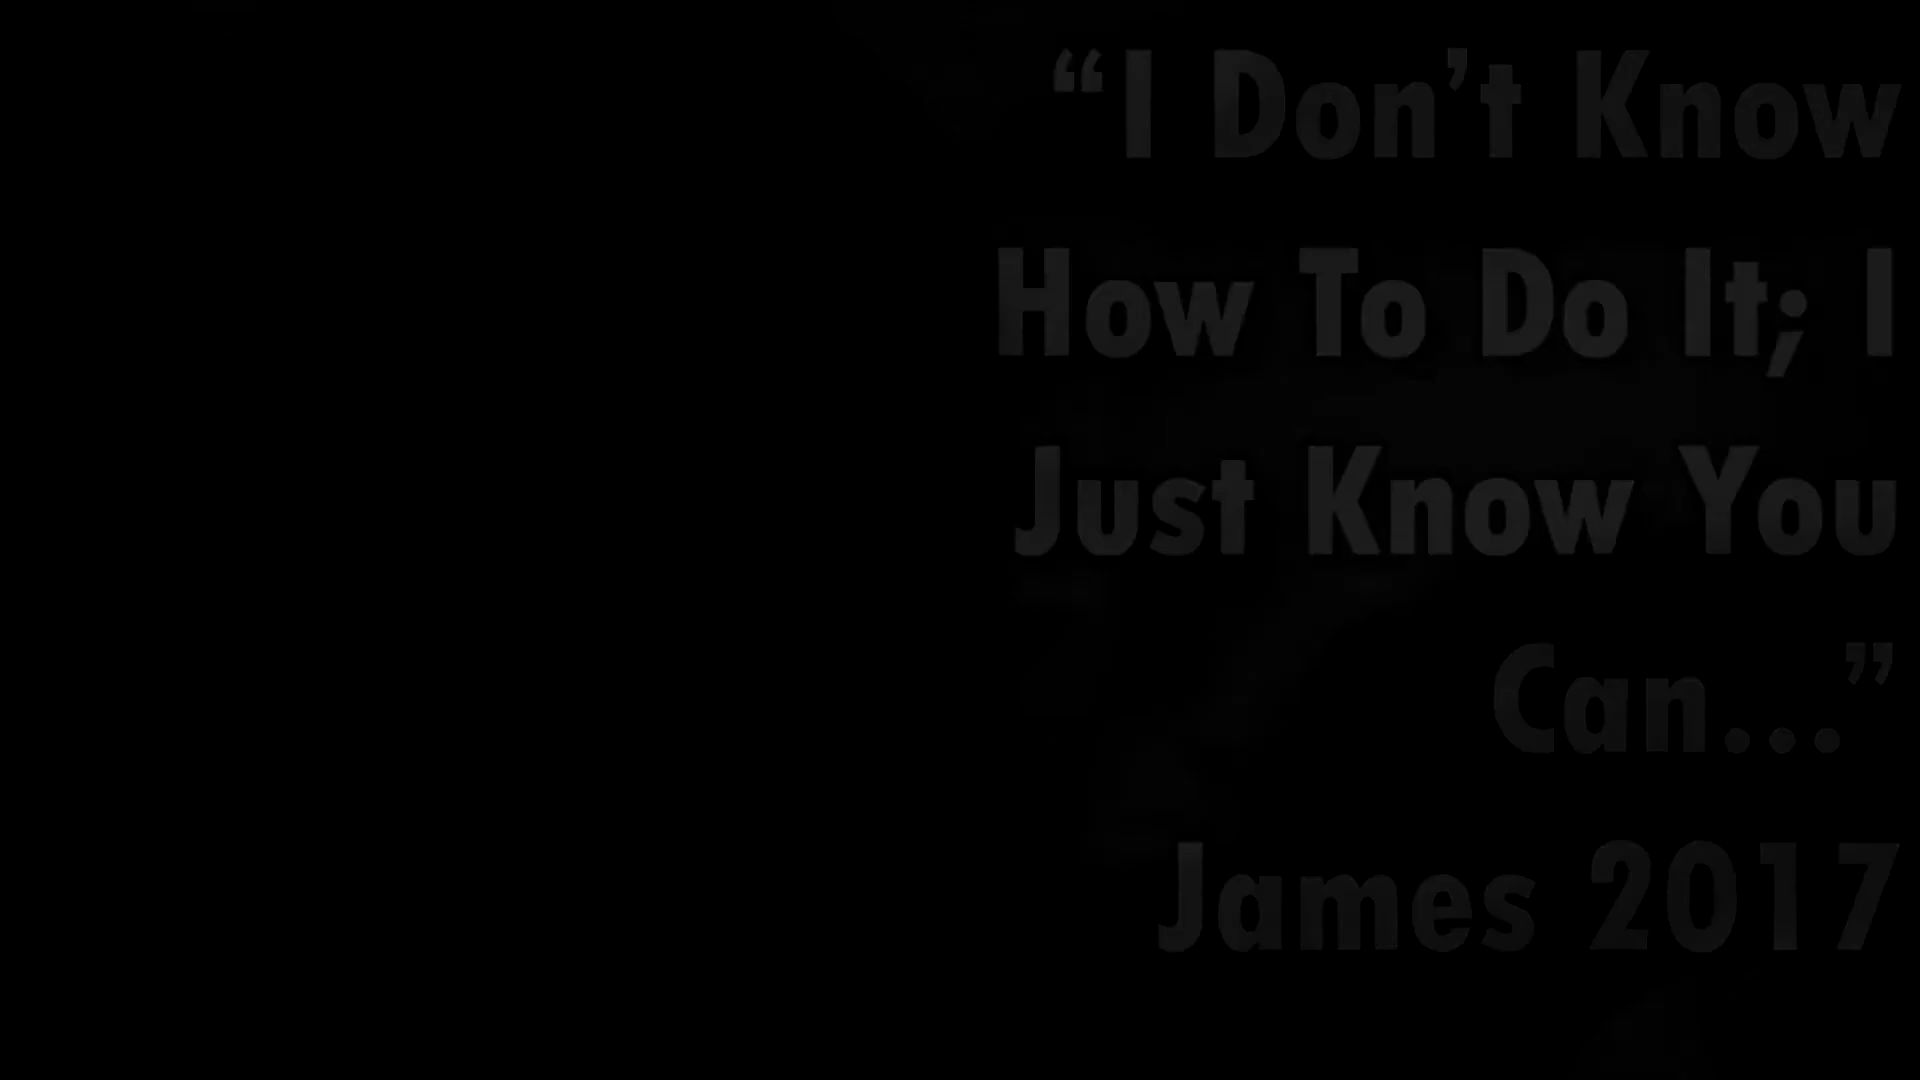 “I Don’t Know
How To Do It; I
Just Know You
Can...”
James 2017